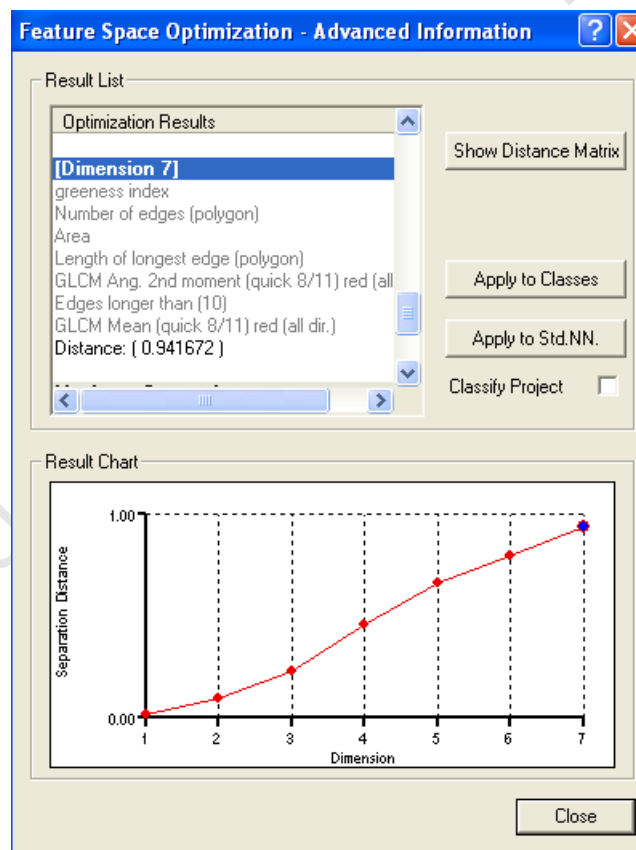 Feature Space Optimization - Advanced Information
Result List
Optimization Results
[Dimension 7]
greeness index
Number of edges (polygon)
Area
Length of longest edge (polygon)
GLCM Ang. 2nd moment (quick 8/11) red (all
Edges longer than (10)
GLCM Mean (quick 8/11) red (all dir.)
Distance: ( 0.941672 )
Show Distance Matrix
Apply to Classes
Apply to Std.NN.
Classify Project
Result Chart
1.00
Separation Distance
0.00
1 2 3 4 5 6 7
Dimension
Close